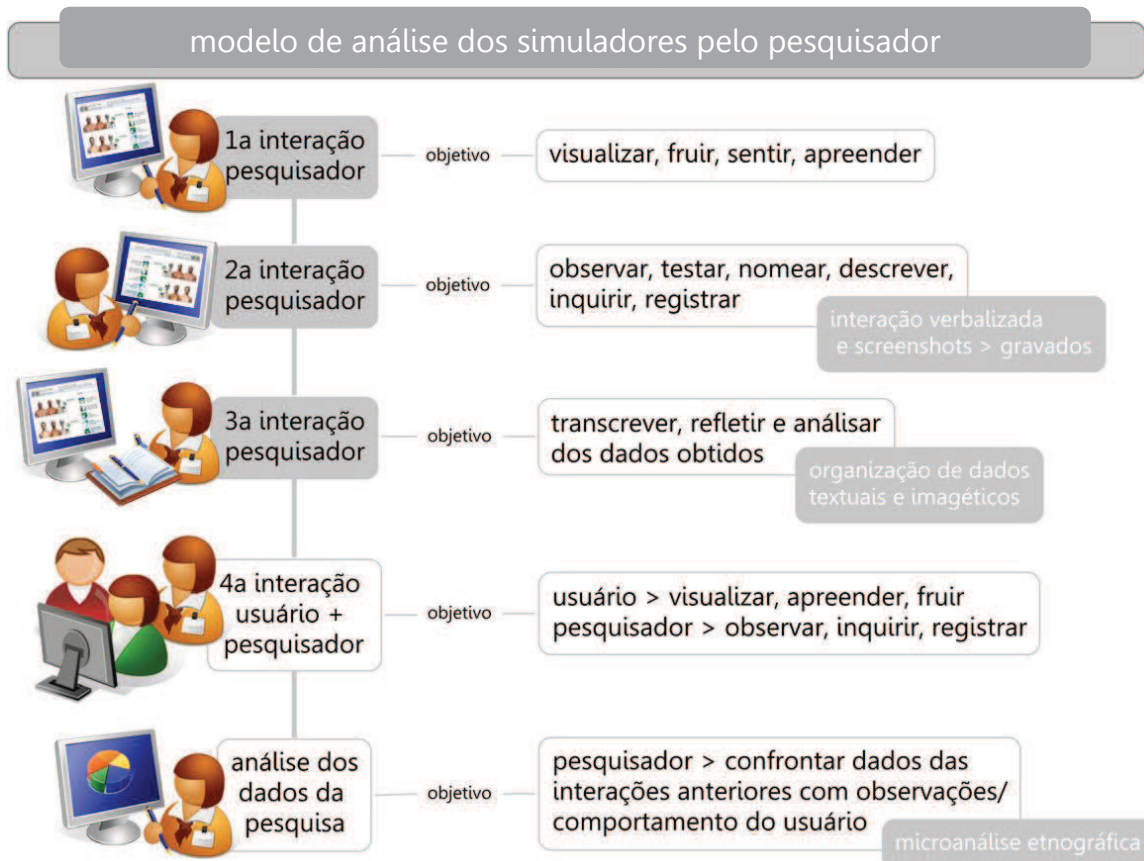 modelo de análise dos simuladores pelo pesquisador
1a interação
pesquisador
objetivo
visualizar, fruir, sentir, apreender
2a interação
pesquisador
objetivo
observar, testar, nomear, descrever,
inquirir, registrar
interação verbalizada
e screenshots > gravados
3a interação
pesquisador
objetivo
transcrever, refletir e análisar
dos dados obtidos
organização de dados
textuais e imagéticos
4a interação
usuário +
pesquisador
objetivo
usuário > visualizar, apreender, fruir
pesquisador > observar, inquirir, registrar
análise dos
dados da
pesquisa
objetivo
pesquisador > confrontar dados das
interações anteriores com observações/
comportamento do usuário
microanálise etnográfica